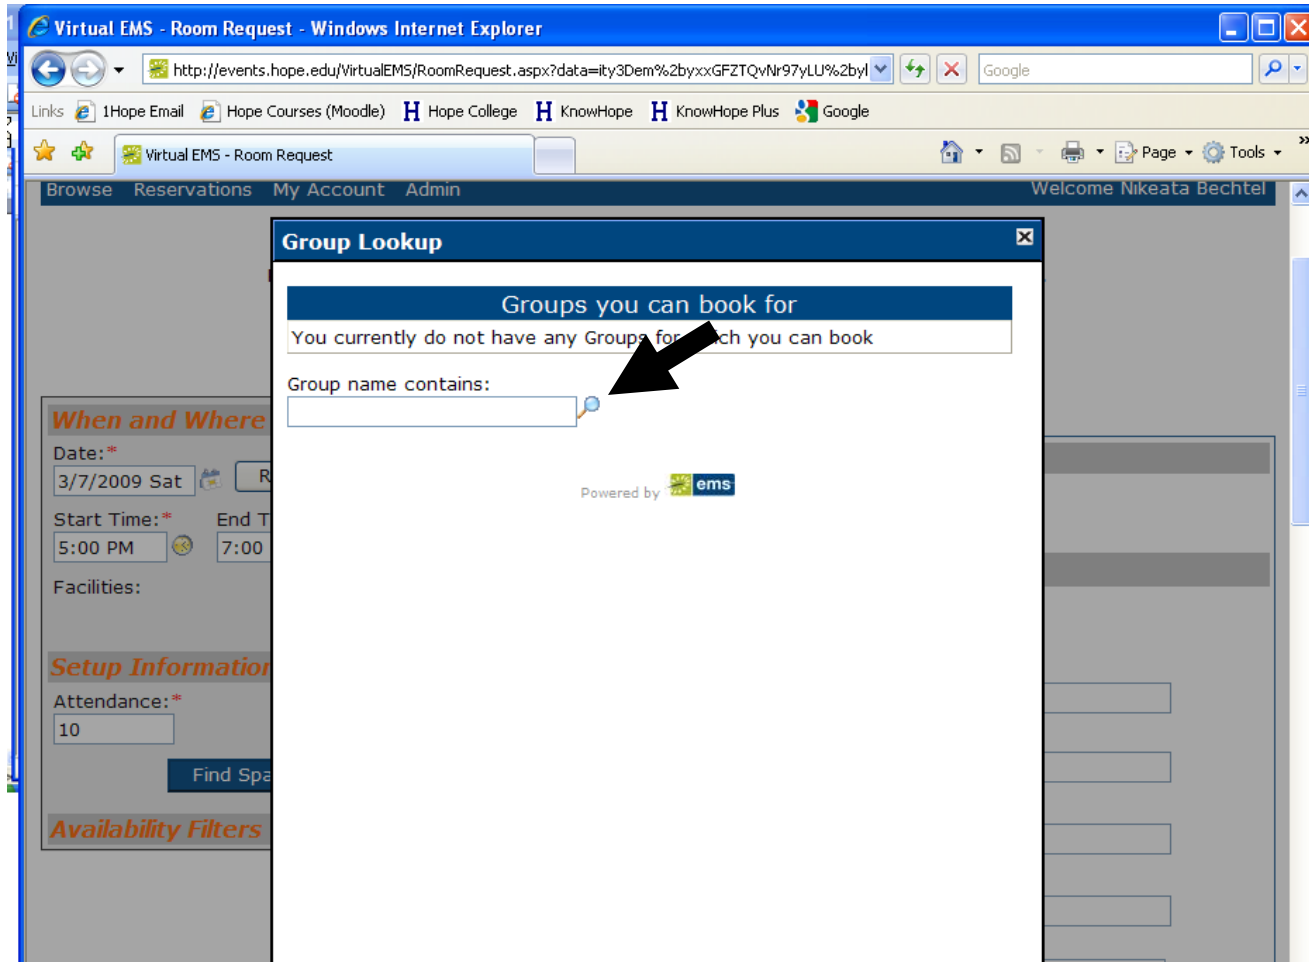 Virtual EMS - Room Request - Windows Internet Explorer
http://events.hope.edu/VirtualEMS/RoomRequest.aspx?data=ity3Dem%2byxxGFZTQvNr97yLU%2byl
Google
Links 1Hope Email Hope Courses (Moodle) H Hope College H KnowHope H KnowHope Plus Google
Virtual EMS - Room Request
Page Tools »
Browse Reservations My Account Admin Welcome Nikeata Bechtel
Group Lookup
Groups you can book for
You currently do not have any Groups for which you can book
Group name contains:
When and Where
Date:*
3/7/2009 Sat R
Powered by ems
Start Time:* End T
5:00 PM 7:00
Facilities:
Setup Information
Attendance:*
10
Find Spa
Availability Filters